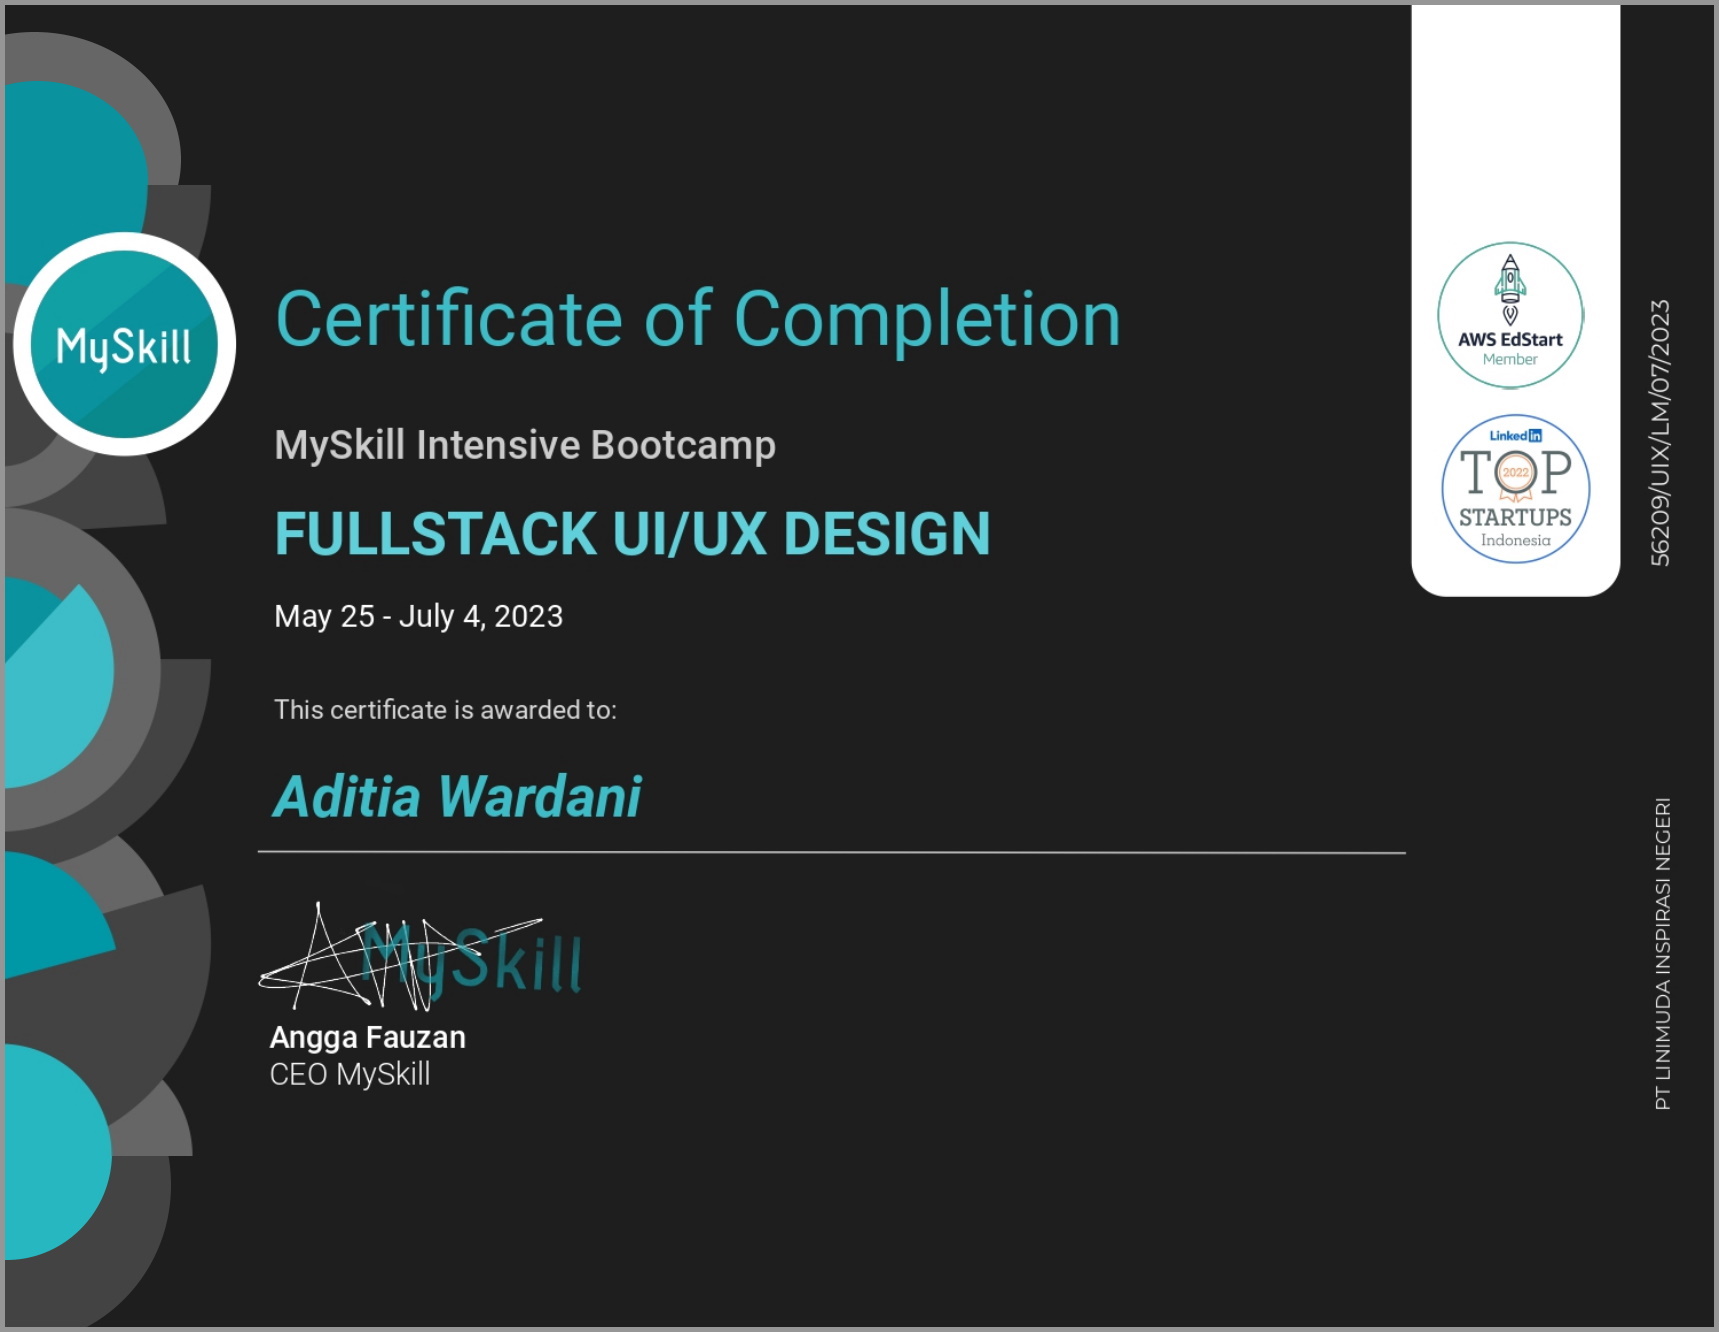 MySkill
Certificate of Completion
MySkill Intensive Bootcamp
FULLSTACK UI/UX DESIGN
May 25 - July 4, 2023
This certificate is awarded to:
Aditia Wardani
MySkill
Angga Fauzan
CEO MySkill
AWS EdStart
Member
Linked in
TOP
2022
STARTUPS
Indonesia
56209/UIX/LM/07/2023
PT LINIMUDA INSPIRASI NEGERI